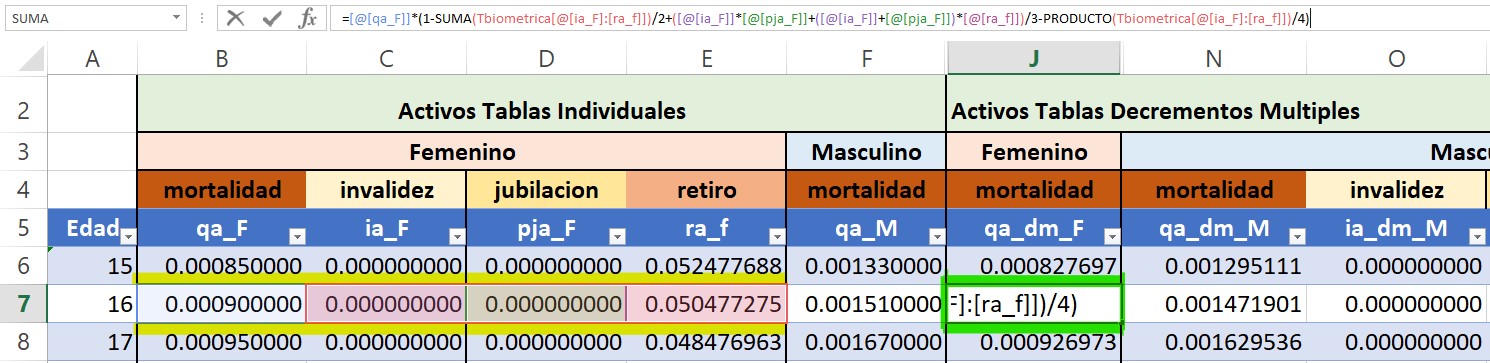 SUMA =[@[qa_F]]*(1-SUMA(Tbiometrica[@[ia_F]:[ra_f]])/2+([@[ia_F]]*[@[pja_F]]+([@[ia_F]]+[@[pja_F]])*[@[ra_f]])/3-PRODUCTO(Tbiometrica[@[ia_F]:[ra_f]])/4)
A B C D E F J N O
2 Activos Tablas Individuales Activos Tablas Decrementos Multiples
3 Femenino Masculino Femenino Mascu
4 mortalidad invalidez jubilacion retiro mortalidad mortalidad mortalidad invalidez
5 Edad qa_F ia_F pja_F ra_f qa_M qa_dm_F qa_dm_M ia_dm_M
6 15 0.000850000 0.000000000 0.000000000 0.052477688 0.001330000 0.000827697 0.001295111 0.000000000
7 16 0.000900000 0.000000000 0.000000000 0.050477275 0.001510000 F]:[ra_f]])/4) 0.001471901 0.000000000
8 17 0.000950000 0.000000000 0.000000000 0.048476963 0.001670000 0.000926973 0.001629536 0.000000000